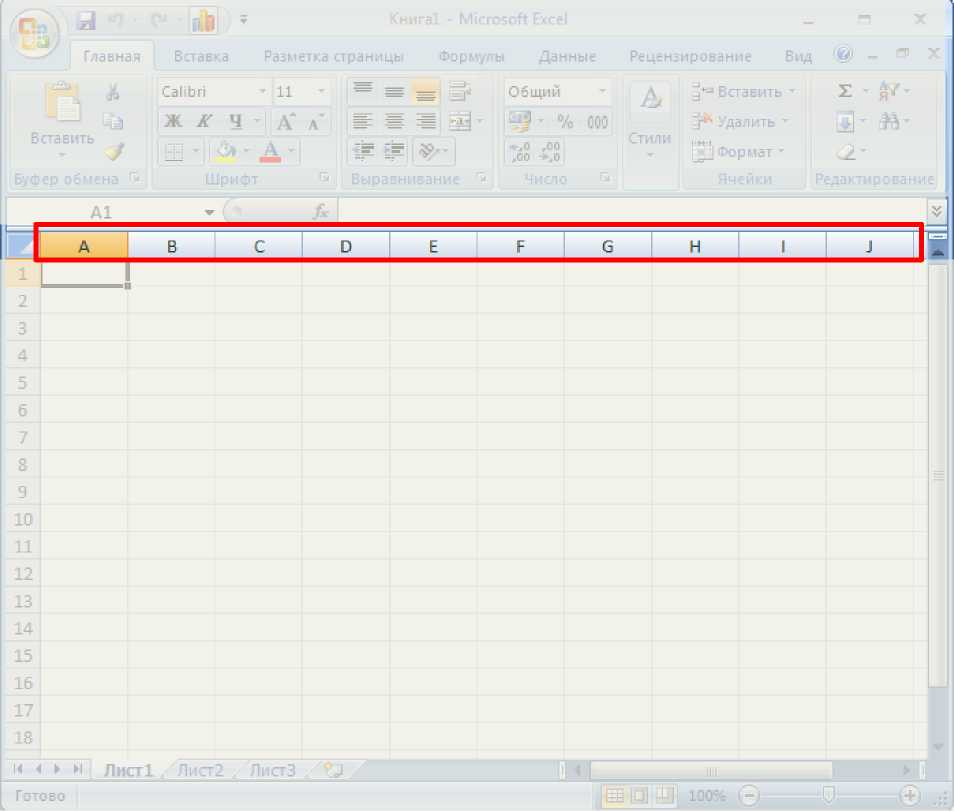 Книга1 - Microsoft Excel
Главная Вставка Разметка страницы Формулы Данные Рецензирование Вид
Calibri 11 Общий Σ
Вставить
Ж К Ч А А % 000 А Стили
Вставить
Удалить
Формат
А ,00 ,00
Буфер обмена Шрифт Выравнивание Число Ячейки Редактирование
A1 fx
A B C D E F G H I J
1
2
3
4
5
6
7
8
9
10
11
12
13
14
15
16
17
18
Лист1 Лист2 Лист3
Готово 100%